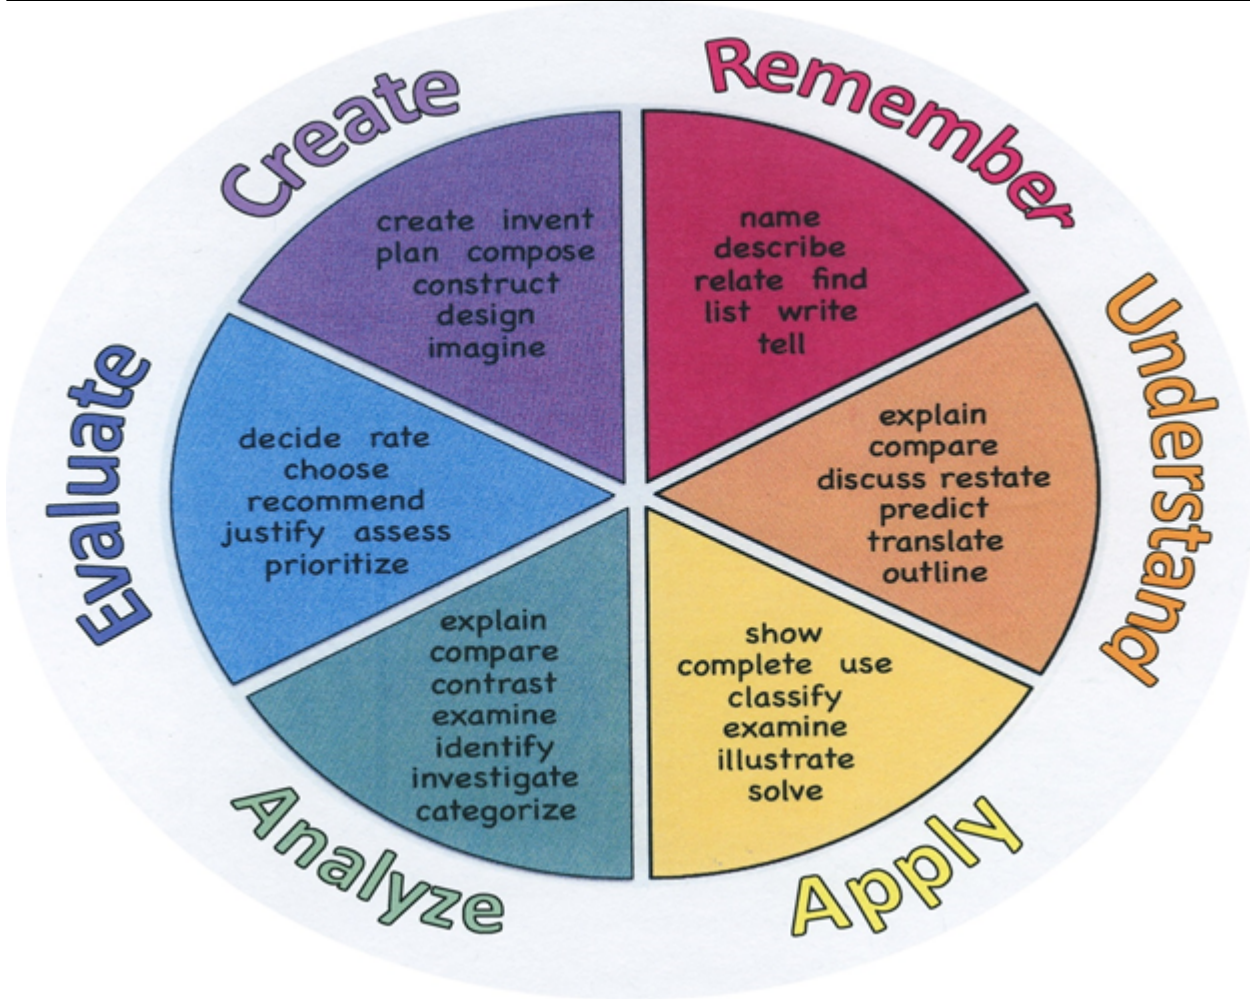 Remember
name
describe
relate find
list write
tell
Understand
explain
compare
discuss restate
predict
translate
outline
Apply
show
complete use
classify
examine
illustrate
solve
Analyze
explain
compare
contrast
examine
identify
investigate
categorize
Evaluate
decide rate
choose
recommend
justify assess
prioritize
Create
create invent
plan compose
construct
design
imagine